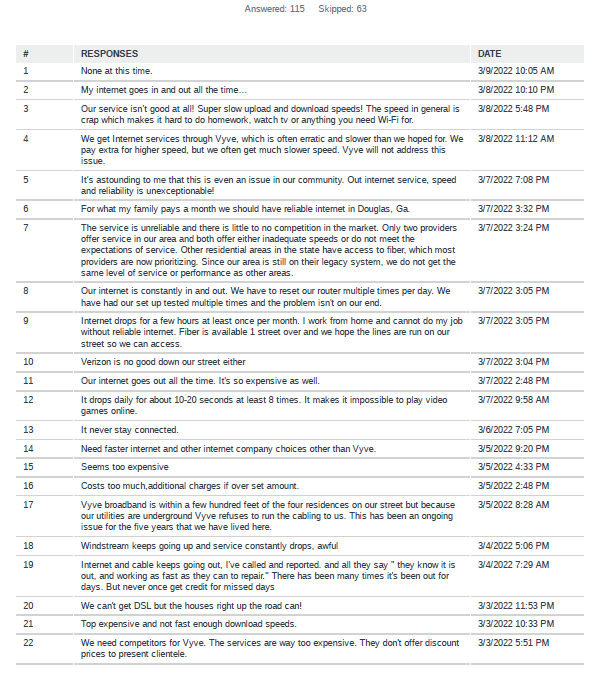 Answered: 115 Skipped: 63
# RESPONSES DATE
1 None at this time. 3/9/2022 10:05 AM
2 My internet goes in and out all the time... 3/8/2022 10:10 PM
3 Our service isn't good at all! Super slow upload and download speeds! The speed in general is 3/8/2022 5:48 PM
crap which makes it hard to do homework, watch tv or anything you need Wi-Fi for.
4 We get Internet services through Vyve, which is often erratic and slower than we hoped for. We 3/8/2022 11:12 AM
pay extra for higher speed, but we often get much slower speed. Vyve will not address this
issue.
5 It's astounding to me that this is even an issue in our community. Out internet service, speed 3/7/2022 7:08 PM
and reliability is unexceptionable!
6 For what my family pays a month we should have reliable internet in Douglas, Ga. 3/7/2022 3:32 PM
7 The service is unreliable and there is little to no competition in the market. Only two providers 3/7/2022 3:24 PM
offer service in our area and both offer either inadequate speeds or do not meet the
expectations of service. Other residential areas in the state have access to fiber, which most
providers are now prioritizing. Since our area is still on their legacy system, we do not get the
same level of service or performance as other areas.
8 Our internet is constantly in and out. We have to reset our router multiple times per day. We 3/7/2022 3:05 PM
have had our set up tested multiple times and the problem isn't on our end.
9 Internet drops for a few hours at least once per month. I work from home and cannot do my job 3/7/2022 3:05 PM
without reliable internet. Fiber is available 1 street over and we hope the lines are run on our
street so we can access.
10 Verizon is no good down our street either 3/7/2022 3:04 PM
11 Our internet goes out all the time. It's so expensive as well. 3/7/2022 2:48 PM
12 It drops daily for about 10-20 seconds at least 8 times. It makes it impossible to play video 3/7/2022 9:58 AM
games online.
13 It never stay connected. 3/6/2022 7:05 PM
14 Need faster internet and other internet company choices other than Vyve. 3/5/2022 9:20 PM
15 Seems too expensive 3/5/2022 4:33 PM
16 Costs too much,additional charges if over set amount. 3/5/2022 2:48 PM
17 Vyve broadband is within a few hundred feet of the four residences on our street but because 3/5/2022 8:28 AM
our utilities are underground Vyve refuses to run the cabling to us. This has been an ongoing
issue for the five years that we have lived here.
18 Windstream keeps going up and service constantly drops, awful 3/4/2022 5:06 PM
19 Internet and cable keeps going out, I've called and reported. and all they say " they know it is 3/4/2022 7:29 AM
out, and working as fast as they can to repair." There has been many times it's been out for
days. But never once get credit for missed days
20 We can't get DSL but the houses right up the road can! 3/3/2022 11:53 PM
21 Top expensive and not fast enough download speeds. 3/3/2022 10:33 PM
22 We need competitors for Vyve. The services are way too expensive. They don't offer discount 3/3/2022 5:51 PM
prices to present clientele.